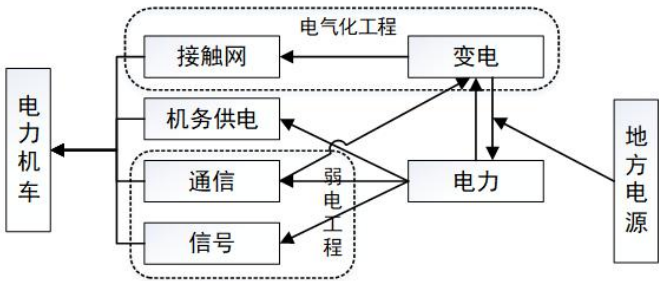 电气化工程
接触网
变电
电力机车
机务供电
地方电源
通信
弱电工程
电力
信号